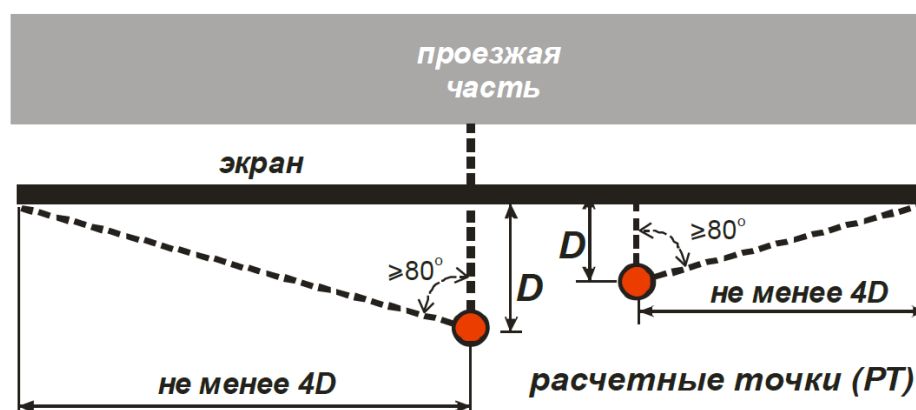 проезжая
часть
экран
≥80°
D
D
≥80°
не менее 4D
не менее 4D
расчетные точки (РТ)